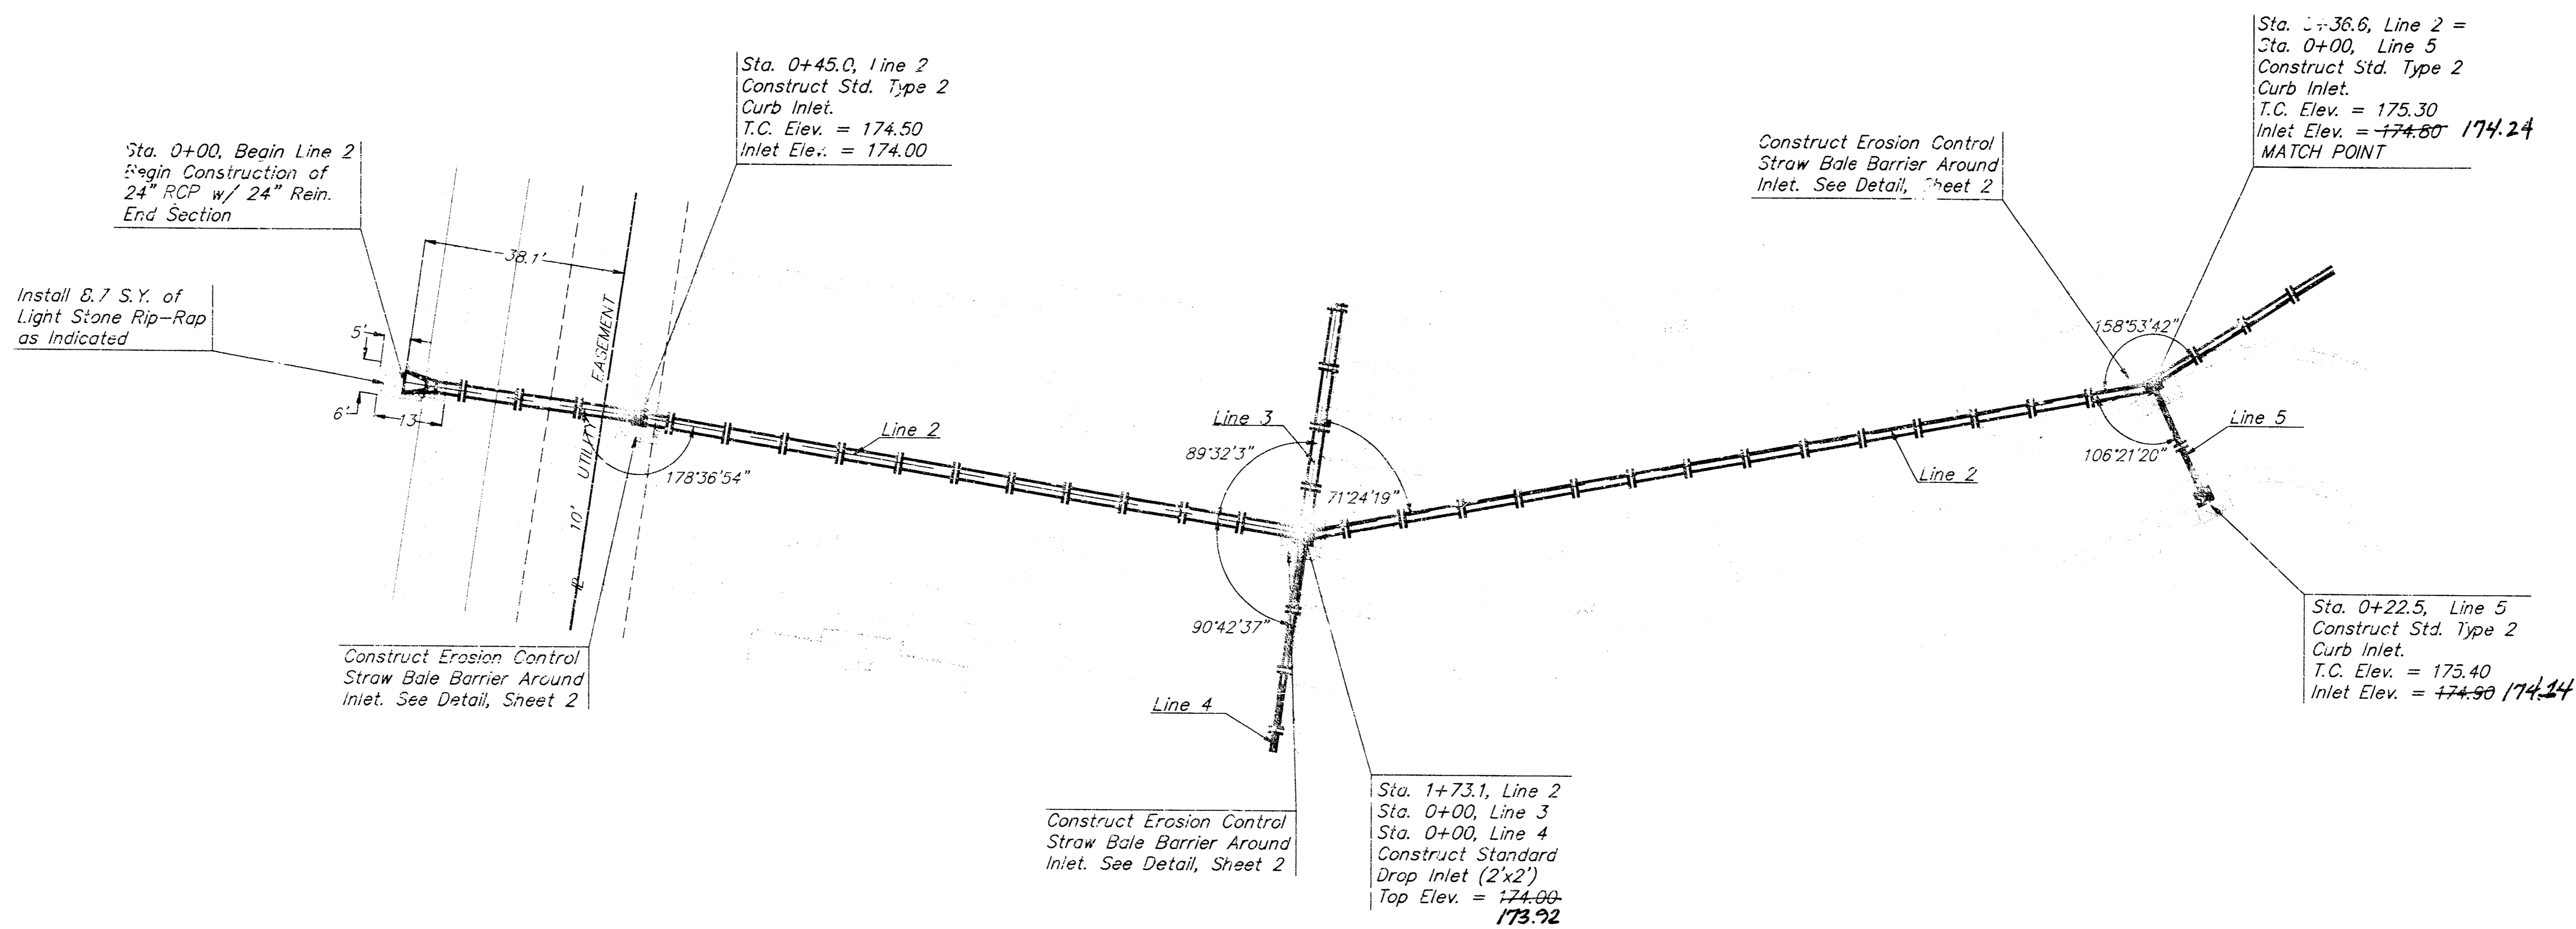 Sta. 0+00, Begin Line 2
Begin Construction of
24" RCP w/ 24" Rein.
End Section
Install 8.7 S.Y. of
Light Stone Rip-Rap
as Indicated
5'
6'
13'
38.1'
10' UTILITY EASEMENT
Sta. 0+45.0, Line 2
Construct Std. Type 2
Curb Inlet.
T.C. Elev. = 174.50
Inlet Elev. = 174.00
178°36'54"
Line 2
Construct Erosion Control
Straw Bale Barrier Around
Inlet. See Detail, Sheet 2
Line 3
89°32'3"
71°24'19"
90°42'37"
Line 4
Construct Erosion Control
Straw Bale Barrier Around
Inlet. See Detail, Sheet 2
Sta. 1+73.1, Line 2
Sta. 0+00, Line 3
Sta. 0+00, Line 4
Construct Standard
Drop Inlet (2'x2')
Top Elev. = 174.00
173.92
Line 2
Construct Erosion Control
Straw Bale Barrier Around
Inlet. See Detail, Sheet 2
Sta. +36.6, Line 2 =
Sta. 0+00, Line 5
Construct Std. Type 2
Curb Inlet.
T.C. Elev. = 175.30
Inlet Elev. = 174.80 174.24
MATCH POINT
158°53'42"
106°21'20"
Line 5
Sta. 0+22.5, Line 5
Construct Std. Type 2
Curb Inlet.
T.C. Elev. = 175.40
Inlet Elev. = 174.90